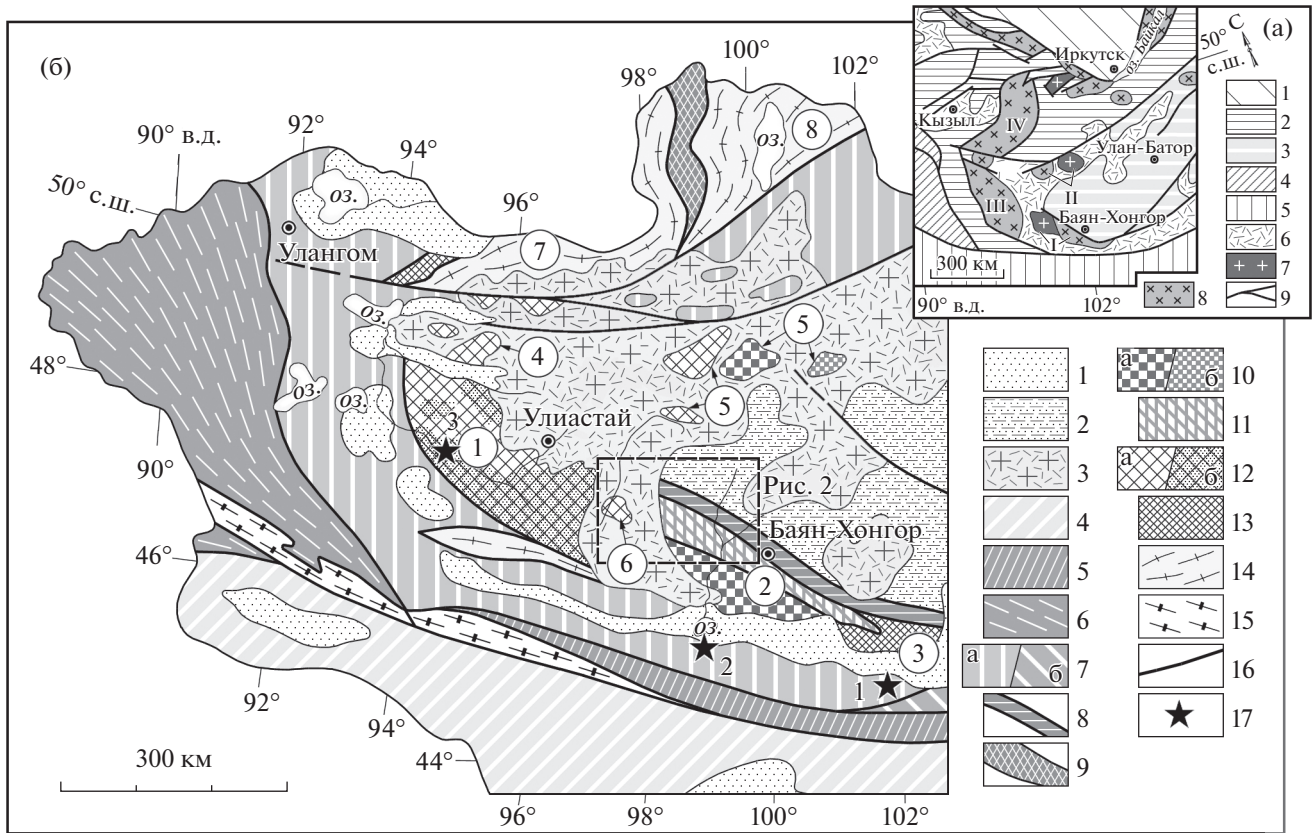 (б)
90° в.д.
50° с.ш.
92°
94°
96°
98°
100°
102°
оз.
оз.
8
7
Улангом
оз.
оз.
оз.
4
5
5
48°
3
1
Улиастай
Рис. 2
90°
Баян-Хонгор
6
2
46°
оз.
3
2
1
92°
94°
44°
300 км
96°
98°
100°
102°
(а)
50°
с.ш.
С
Иркутск
оз. Байкал
Кызыл
IV
Улан-Батор
II
III
Баян-Хонгор
I
300 км
90° в.д.
102°
1
2
3
4
5
6
7
8
9
1
2
3
4
5
6
а
б
7
8
9
а
б
10
11
а
б
12
13
14
15
16
17